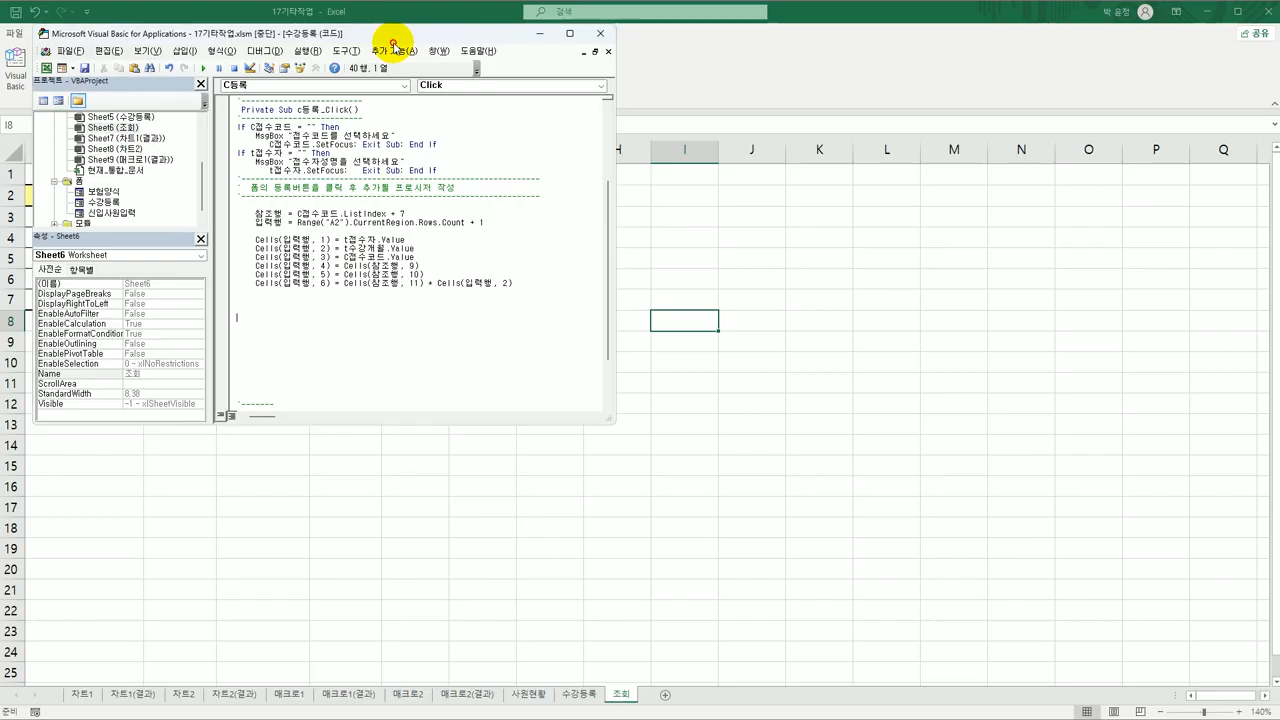 17기타작업 - Excel
검색
박 윤정
Microsoft Visual Basic for Applications - 17기타작업.xlsm [중단] - [수강등록 (코드)]
파일
공유
파일(F) 편집(E) 보기(V) 삽입(I) 형식(O) 디버그(D) 실행(R) 도구(T) 추가 기능(A) 창(W) 도움말(H)
40 행, 1 열
Visual
Basic
프로젝트 - VBAProject
C등록
Click
Sheet5 (수강등록)
Sheet6 (조회)
Sheet7 (차트1(결과))
Sheet8 (차트2)
Sheet9 (매크로1(결과))
현재_통합_문서
폼
보험양식
수강등록
신입사원입력
모듈
속성 - Sheet6
Sheet6 Worksheet
사전순 항목별
(이름) Sheet6
DisplayPageBreaks False
DisplayRightToLeft False
EnableAutoFilter False
EnableCalculation True
EnableFormatCondition True
EnableOutlining False
EnablePivotTable False
EnableSelection 0 - xlNoRestrictions
Name 조회
ScrollArea
StandardWidth 8,38
Visible -1 - xlSheetVisible
'---------------------------
Private Sub c등록_Click()
'---------------------------
If C접수코드 = "" Then
MsgBox "접수코드를 선택하세요"
C접수코드.SetFocus: Exit Sub: End If
If t접수자 = "" Then
MsgBox "접수자성명을 선택하세요"
t접수자.SetFocus: Exit Sub: End If
'------------------------------------------------------------------
' 폼의 등록버튼을 클릭 후 추가될 프로시저 작성
'------------------------------------------------------------------
참조행 = C접수코드.ListIndex + 7
입력행 = Range("A2").CurrentRegion.Rows.Count + 1
Cells(입력행, 1) = t접수자.Value
Cells(입력행, 2) = t수강개월.Value
Cells(입력행, 3) = C접수코드.Value
Cells(입력행, 4) = Cells(참조행, 9)
Cells(입력행, 5) = Cells(참조행, 10)
Cells(입력행, 6) = Cells(참조행, 11) * Cells(입력행, 2)
'-------
I8
H I J K L M N O P Q
1
2
3
4
5
6
7
8
9
10
11
12
13
14
15
16
17
18
19
20
21
22
23
24
25
차트1 차트1(결과) 차트2 차트2(결과) 매크로1 매크로1(결과) 매크로2 매크로2(결과) 사원현황 수강등록 조회
준비
140%